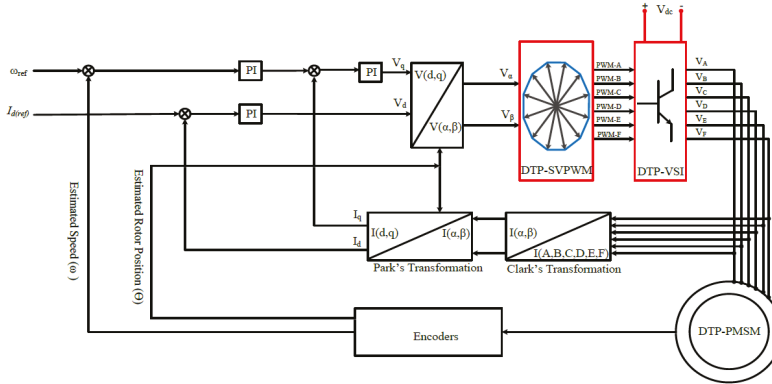 + Vdc -
ωref
PI
PI
Vq
V(d,q)
Vα
PWM-A
VA
PWM-B
VB
PWM-C
VC
Id(ref)
PI
Vd
V(α,β)
Vβ
PWM-D
VD
PWM-E
VE
PWM-F
VF
DTP-SVPWM
DTP-VSI
Estimated Speed (ω )
Estimated Rotor Position (Θ)
Iq
Id
I(d,q)
I(α,β)
Park's Transformation
I(α,β)
I(A,B,C,D,E,F)
Clark's Transformation
Encoders
DTP-PMSM